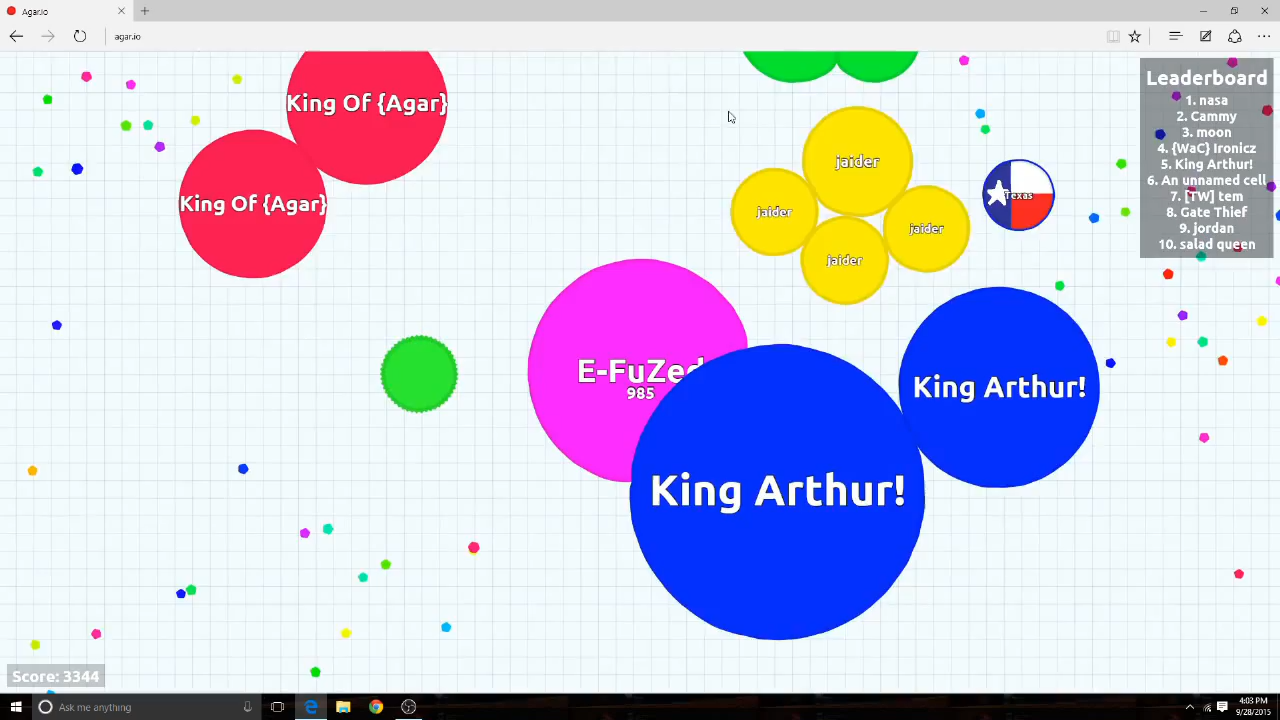 Agar.io
agar.io
Leaderboard
1. nasa
2. Cammy
3. moon
4. {WaC} Ironicz
5. King Arthur!
6. An unnamed cell
7. [TW] tem
8. Gate Thief
9. jordan
10. salad queen
King Of {Agar}
King Of {Agar}
jaider
jaider
jaider
jaider
Texas
E-FuZed
985
King Arthur!
King Arthur!
Score: 3344
Ask me anything
4:03 PM
9/28/2015